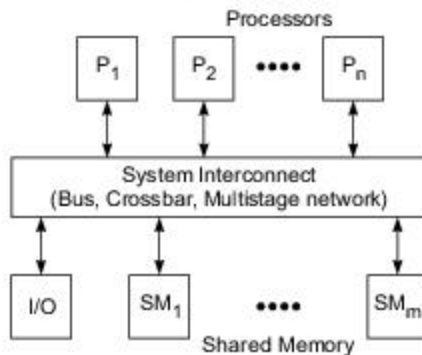 Processors
P1 P2 •••• Pn
System Interconnect
(Bus, Crossbar, Multistage network)
I/O SM1 •••• SMm
Shared Memory